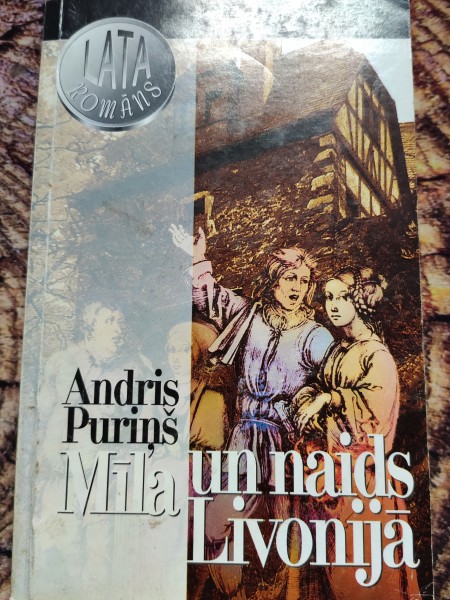 LATA
ROMĀNS
Andris
Puriņš
Mīla un naids
Livonijā